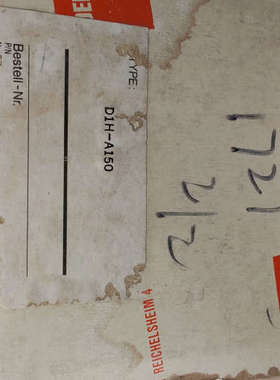 TYPE:
D1H-A150
Bestell-Nr.
P/N
1721
2/2
REICHELSHEIM 4